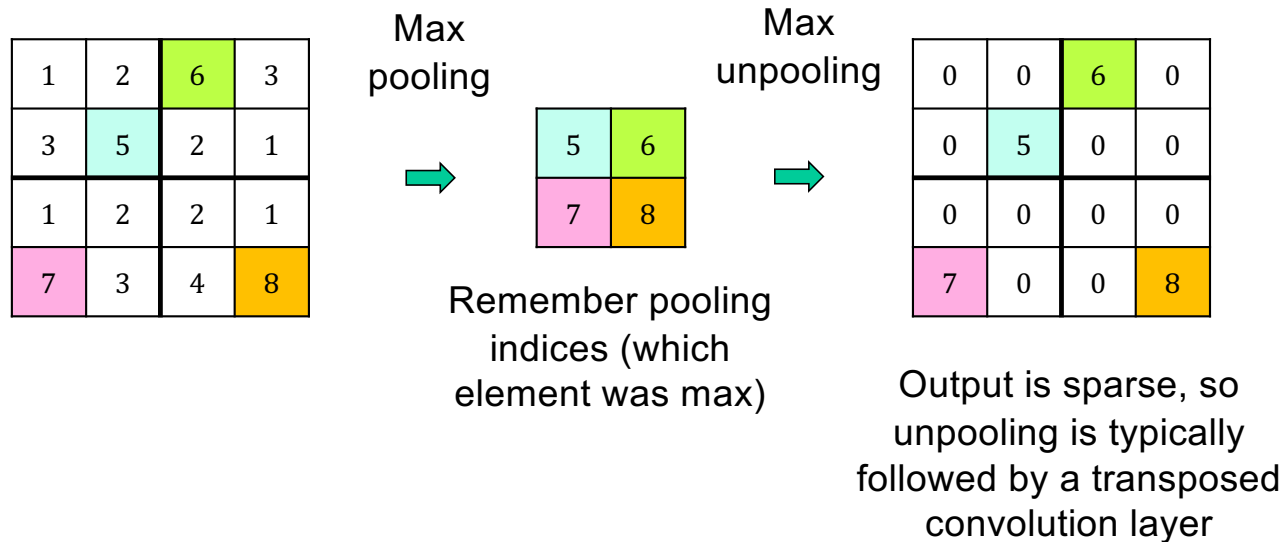 Max
pooling
Max
unpooling
1 2 6 3
3 5 2 1
1 2 2 1
7 3 4 8
5 6
7 8
Remember pooling
indices (which
element was max)
0 0 6 0
0 5 0 0
0 0 0 0
7 0 0 8
Output is sparse, so
unpooling is typically
followed by a transposed
convolution layer